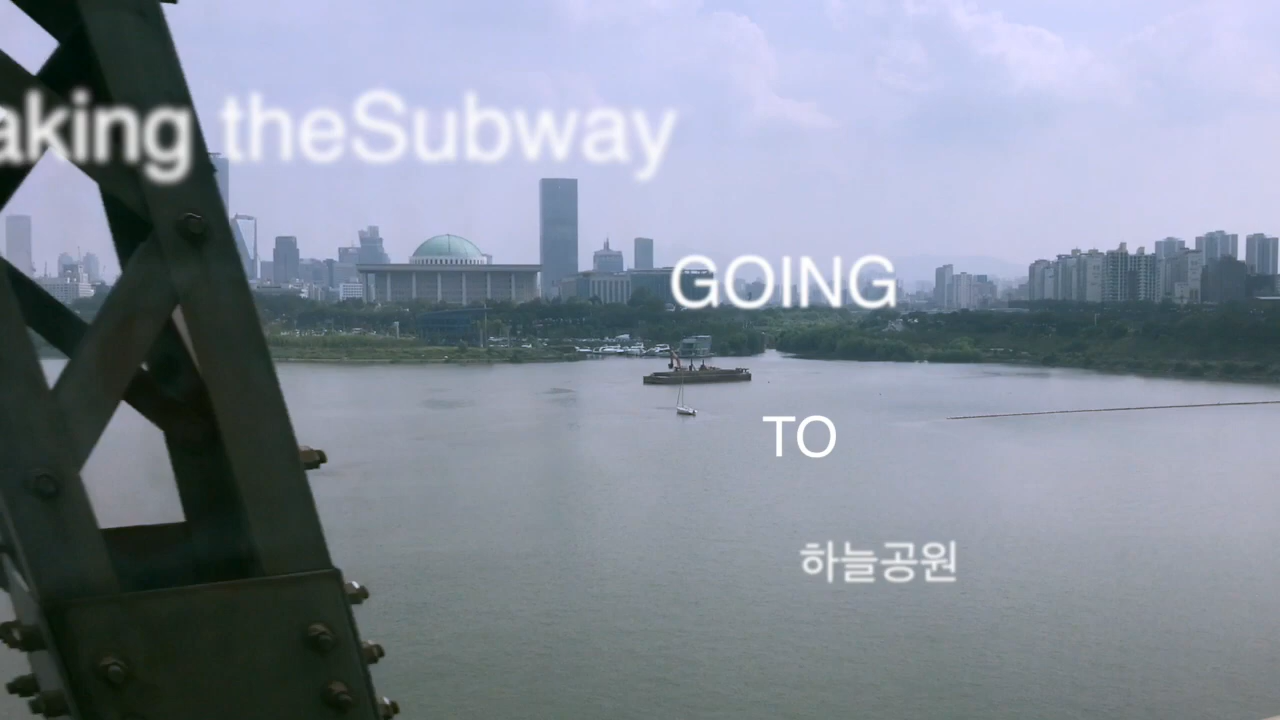 aking theSubway
GOING
TO
하늘공원